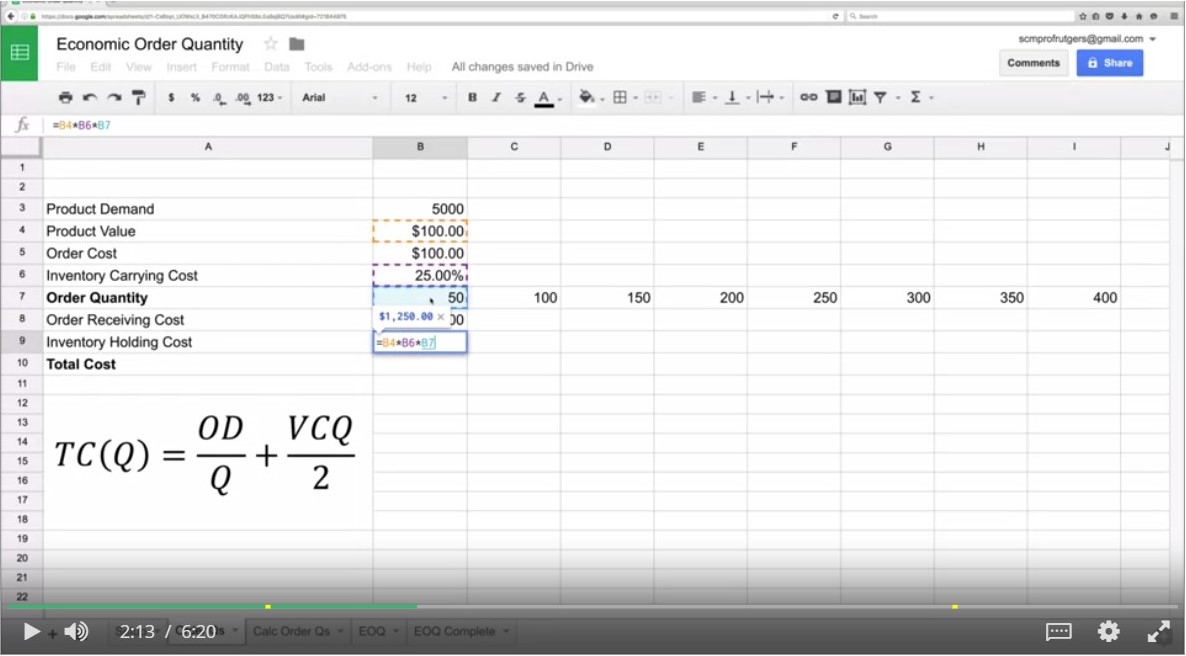 Economic Order Quantity
scmprofrutgers@gmail.com
File Edit View Insert Format Data Tools Add-ons Help All changes saved in Drive
Comments
Share
$ % .0 .00 123 Arial 12 B I S A Σ
fx =B4*B6*B7
A B C D E F G H I J
1
2
3 Product Demand 5000
4 Product Value $100.00
5 Order Cost $100.00
6 Inventory Carrying Cost 25.00%
7 Order Quantity 50 100 150 200 250 300 350 400
$1,250.00 ×
8 Order Receiving Cost 00
9 Inventory Holding Cost =B4*B6*B7
10 Total Cost
11
12
13
14
15
16
17
18
19
20
21
22
TC(Q) = OD/Q + VCQ/2
2:13 / 6:20
Calc Order Qs EOQ EOQ Complete